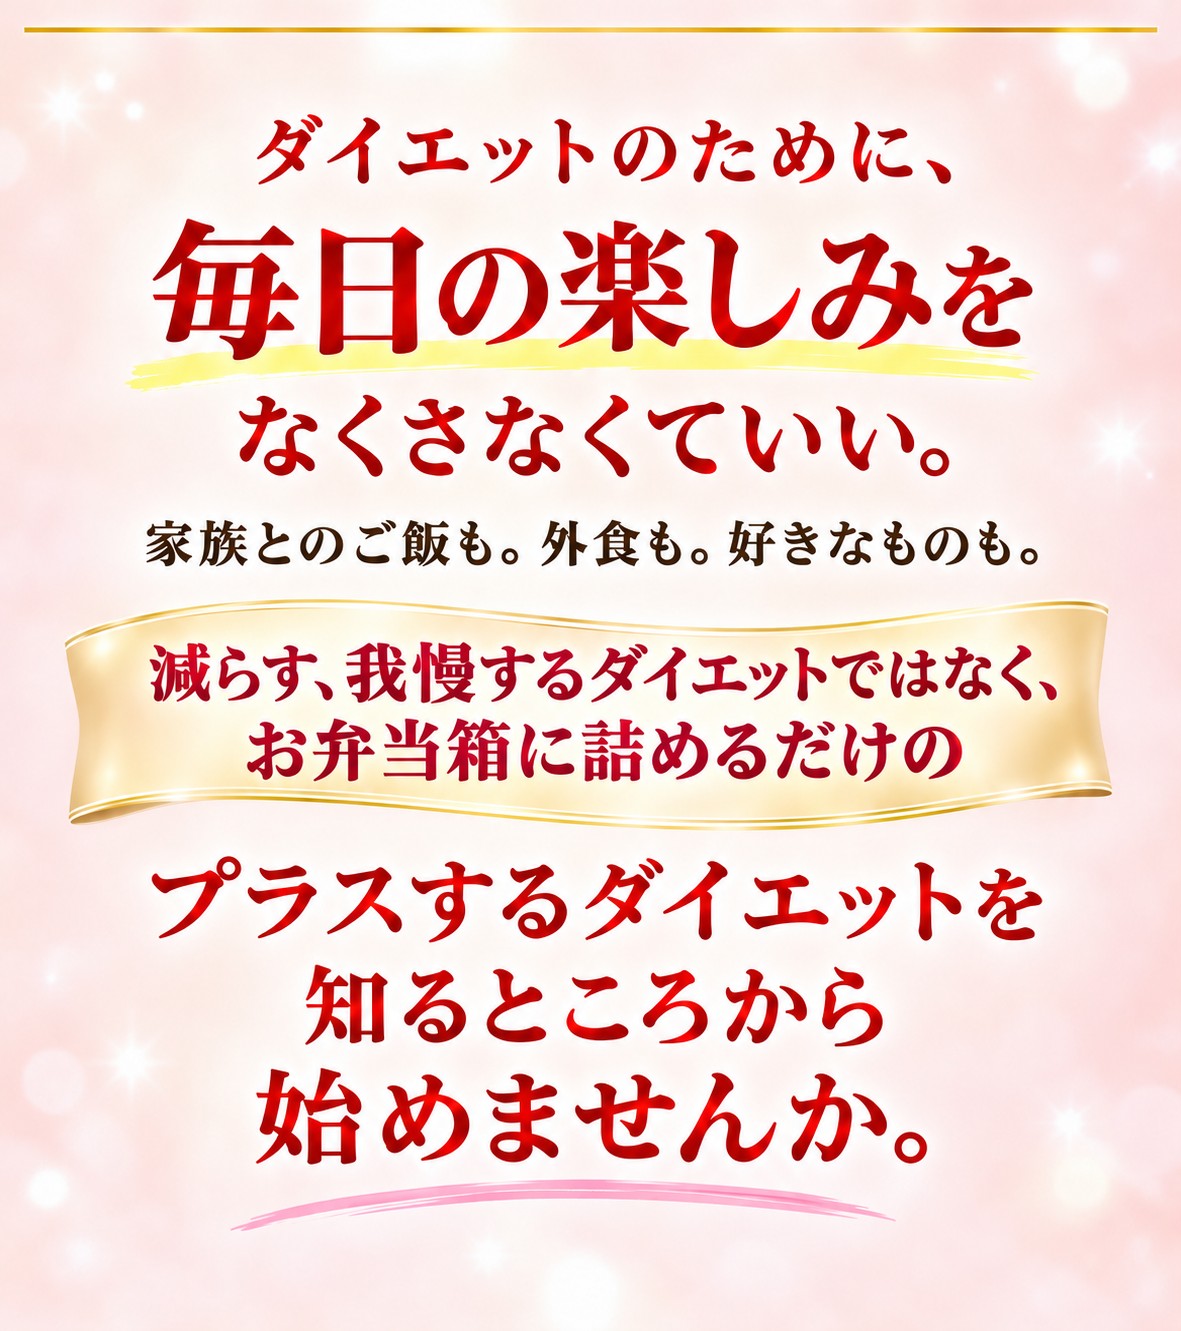 ダイエットのために、
毎日の楽しみを
なくさなくていい。
家族とのご飯も。外食も。好きなものも。
減らす、我慢するダイエットではなく、
お弁当箱に詰めるだけの
プラスするダイエットを
知るところから
始めませんか。